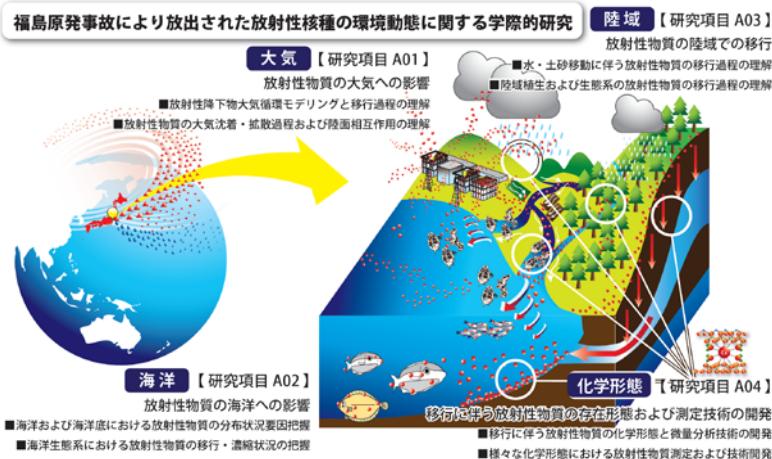 福島原発事故により放出された放射性核種の環境動態に関する学際的研究
大気【研究項目 A01】
放射性物質の大気への影響
■放射性降下物大気循環モデリングと移行過程の理解
■放射性物質の大気沈着・拡散過程および陸面相互作用の理解
陸域【研究項目 A03】
放射性物質の陸域での移行
■水・土砂移動に伴う放射性物質の移行過程の理解
■陸域植生および生態系の放射性物質の移行過程の理解
海洋【研究項目 A02】
放射性物質の海洋への影響
■海洋および海洋底における放射性物質の分布状況要因把握
■海洋生態系における放射性物質の移行・濃縮状況の把握
化学形態【研究項目 A04】
移行に伴う放射性物質の存在形態および測定技術の開発
■移行に伴う放射性物質の化学形態と微量分析技術の開発
■様々な化学形態における放射性物質測定および技術開発